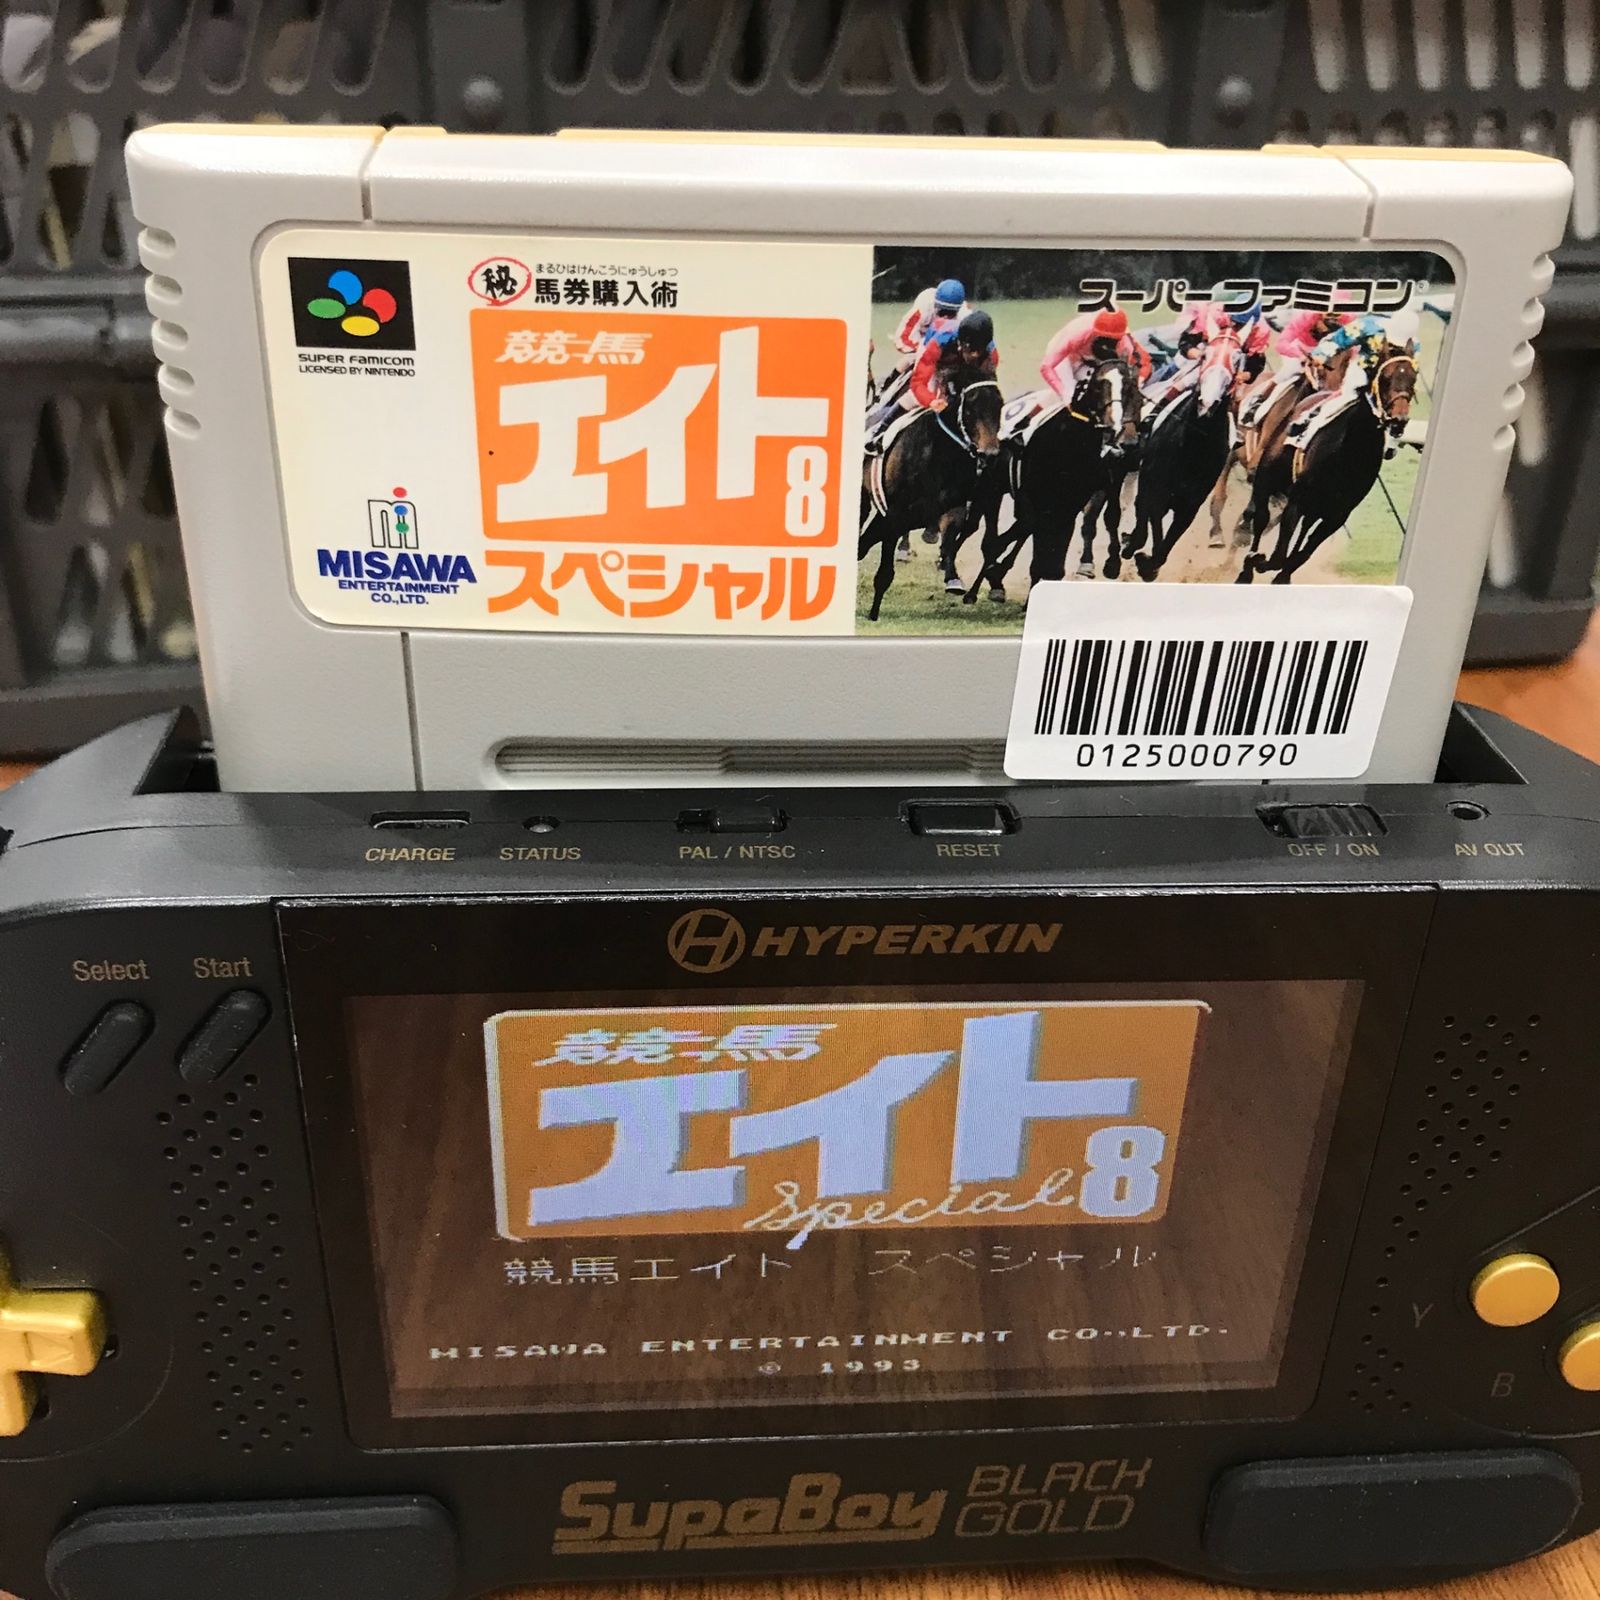 SUPER FAMICOM
LICENSED BY NINTENDO
まるひはけんこうにゅうしゅつ
㊙馬券購入術
競馬
エイト
8
スペシャル
スーパーファミコン
MISAWA
ENTERTAINMENT
CO.,LTD.
0125000790
CHARGE
STATUS
PAL / NTSC
RESET
OFF / ON
AV OUT
HYPERKIN
Select
Start
競馬
エイト
Special
8
競馬エイト スペシャル
MISAWA ENTERTAINMENT CO.,LTD.
© 1993
Y
B
SupaBoy
BLACK
GOLD